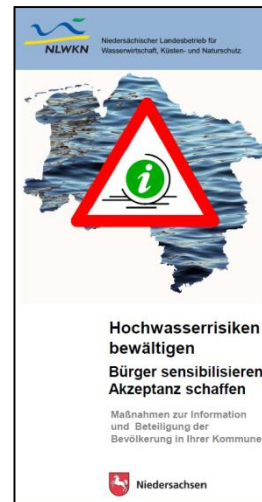 NLWKN
Niedersächsischer Landesbetrieb für
Wasserwirtschaft, Küsten- und Naturschutz
i
Hochwasserrisiken
bewältigen
Bürger sensibilisieren
Akzeptanz schaffen
Maßnahmen zur Information
und Beteiligung der
Bevölkerung in Ihrer Kommune
Niedersachsen